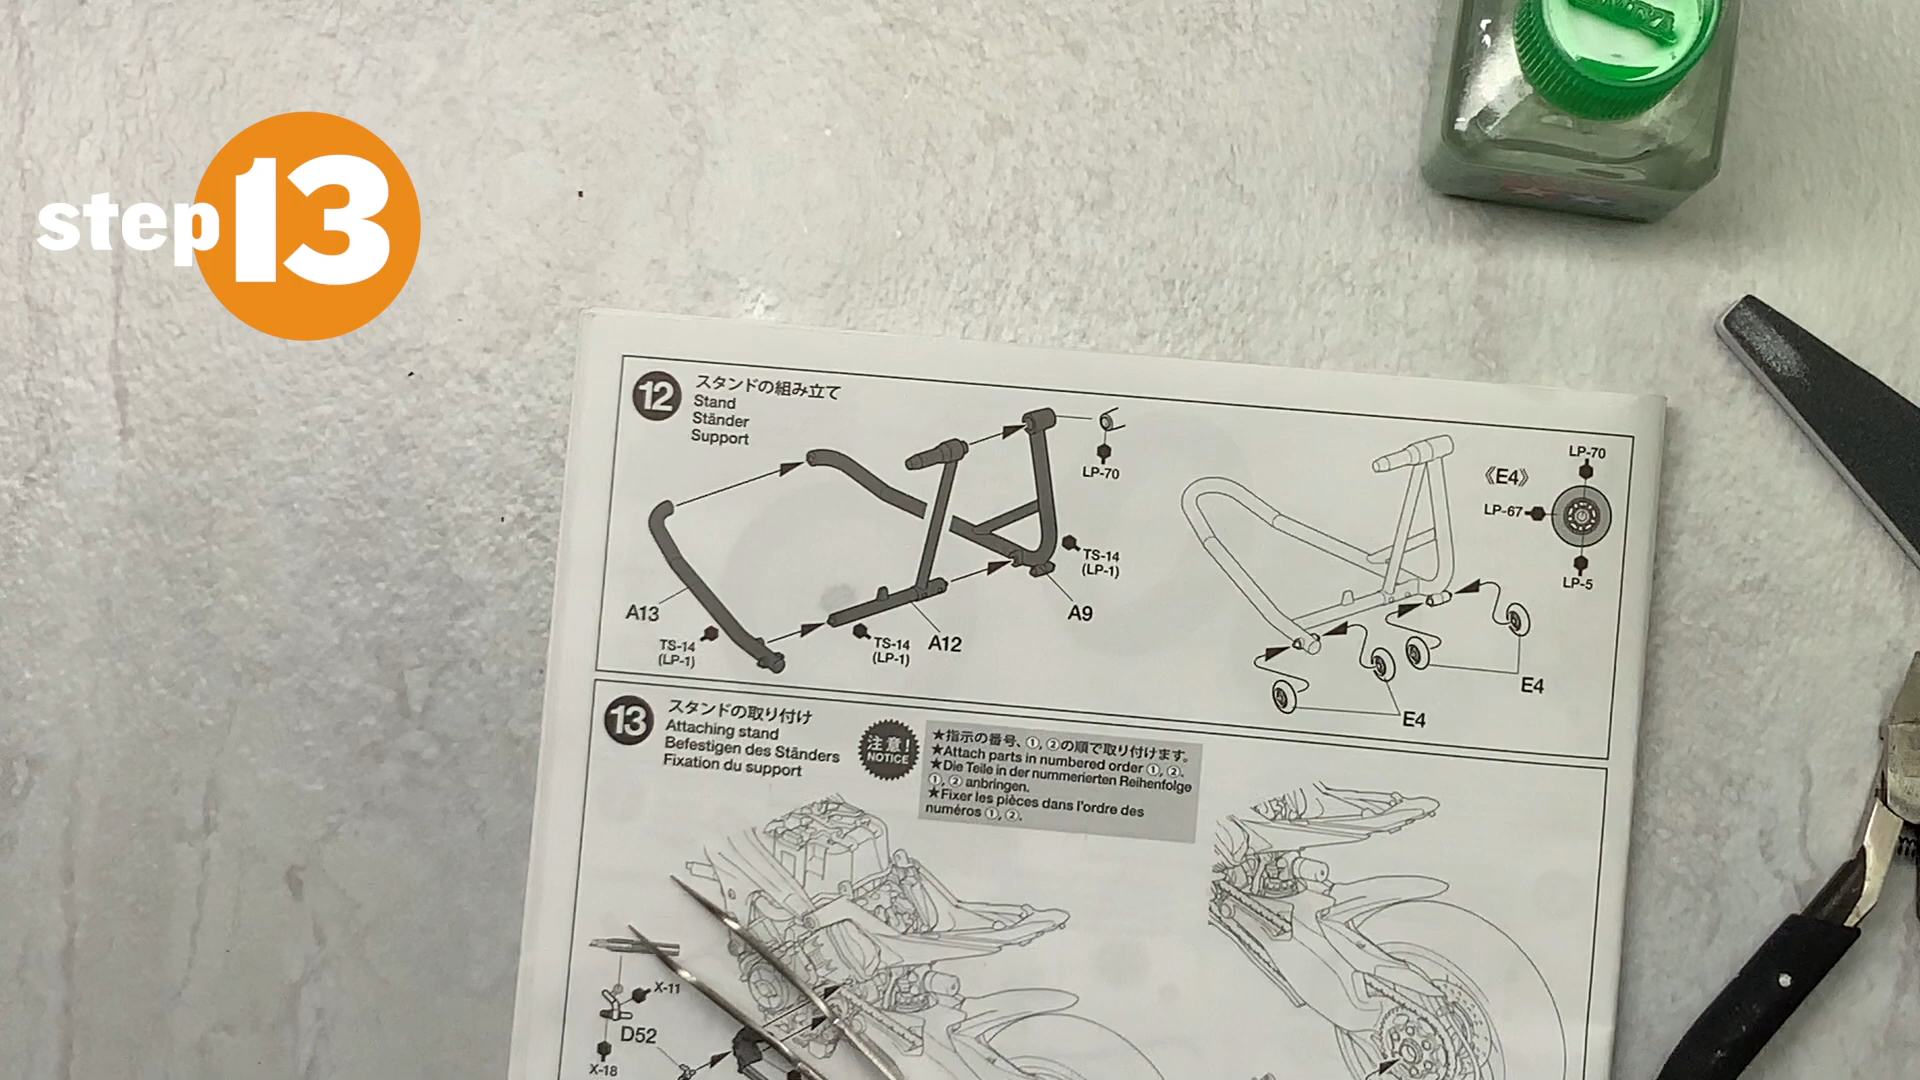 step 13
12
スタンドの組み立て
Stand
Ständer
Support
LP-70
TS-14
(LP-1)
A9
A13
TS-14
(LP-1)
TS-14
(LP-1)
A12
《E4》
LP-70
LP-67
LP-5
E4
E4
13
スタンドの取り付け
Attaching stand
Befestigen des Ständers
Fixation du support
注意!
NOTICE
★指示の番号、①, ②の順で取り付けます。
★Attach parts in numbered order ①, ②.
★Die Teile in der nummerierten Reihenfolge
①, ② anbringen.
★Fixer les pièces dans l'ordre des
numéros ①, ②.
X-11
D52
X-18